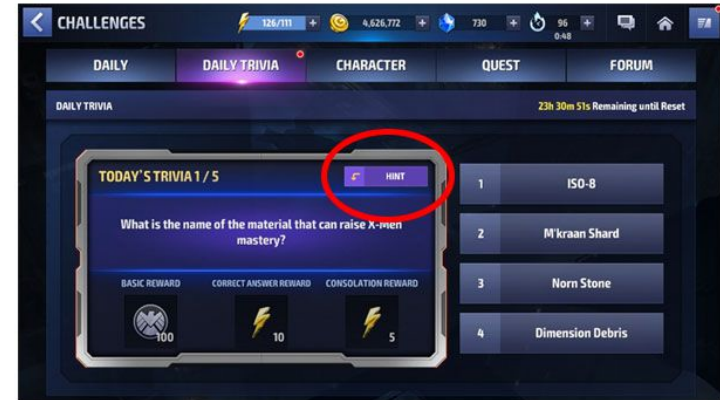 CHALLENGES
126/111
4,626,772
730
96
0:48
DAILY
DAILY TRIVIA
CHARACTER
QUEST
FORUM
DAILY TRIVIA
23h 30m 51s Remaining until Reset
TODAY'S TRIVIA 1 / 5
HINT
What is the name of the material that can raise X-Men
mastery?
BASIC REWARD
CORRECT ANSWER REWARD
CONSOLATION REWARD
100
10
5
1 ISO-8
2 M'kraan Shard
3 Norn Stone
4 Dimension Debris